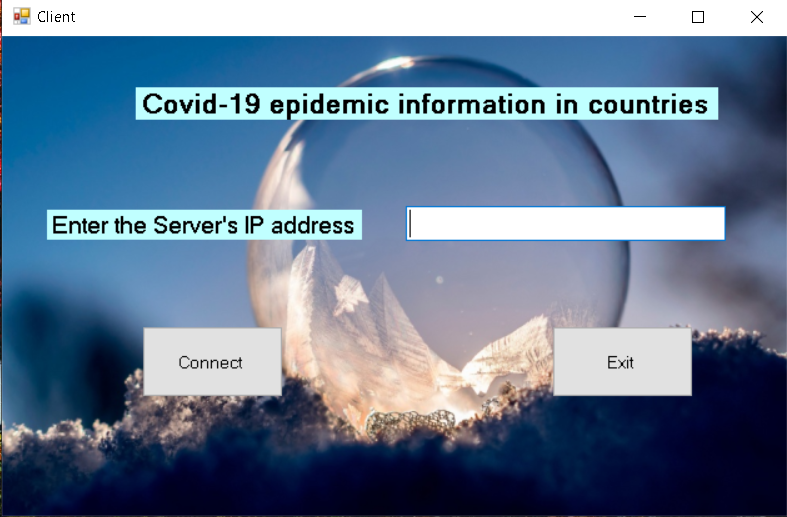 Client
Covid-19 epidemic information in countries
Enter the Server's IP address
Connect
Exit